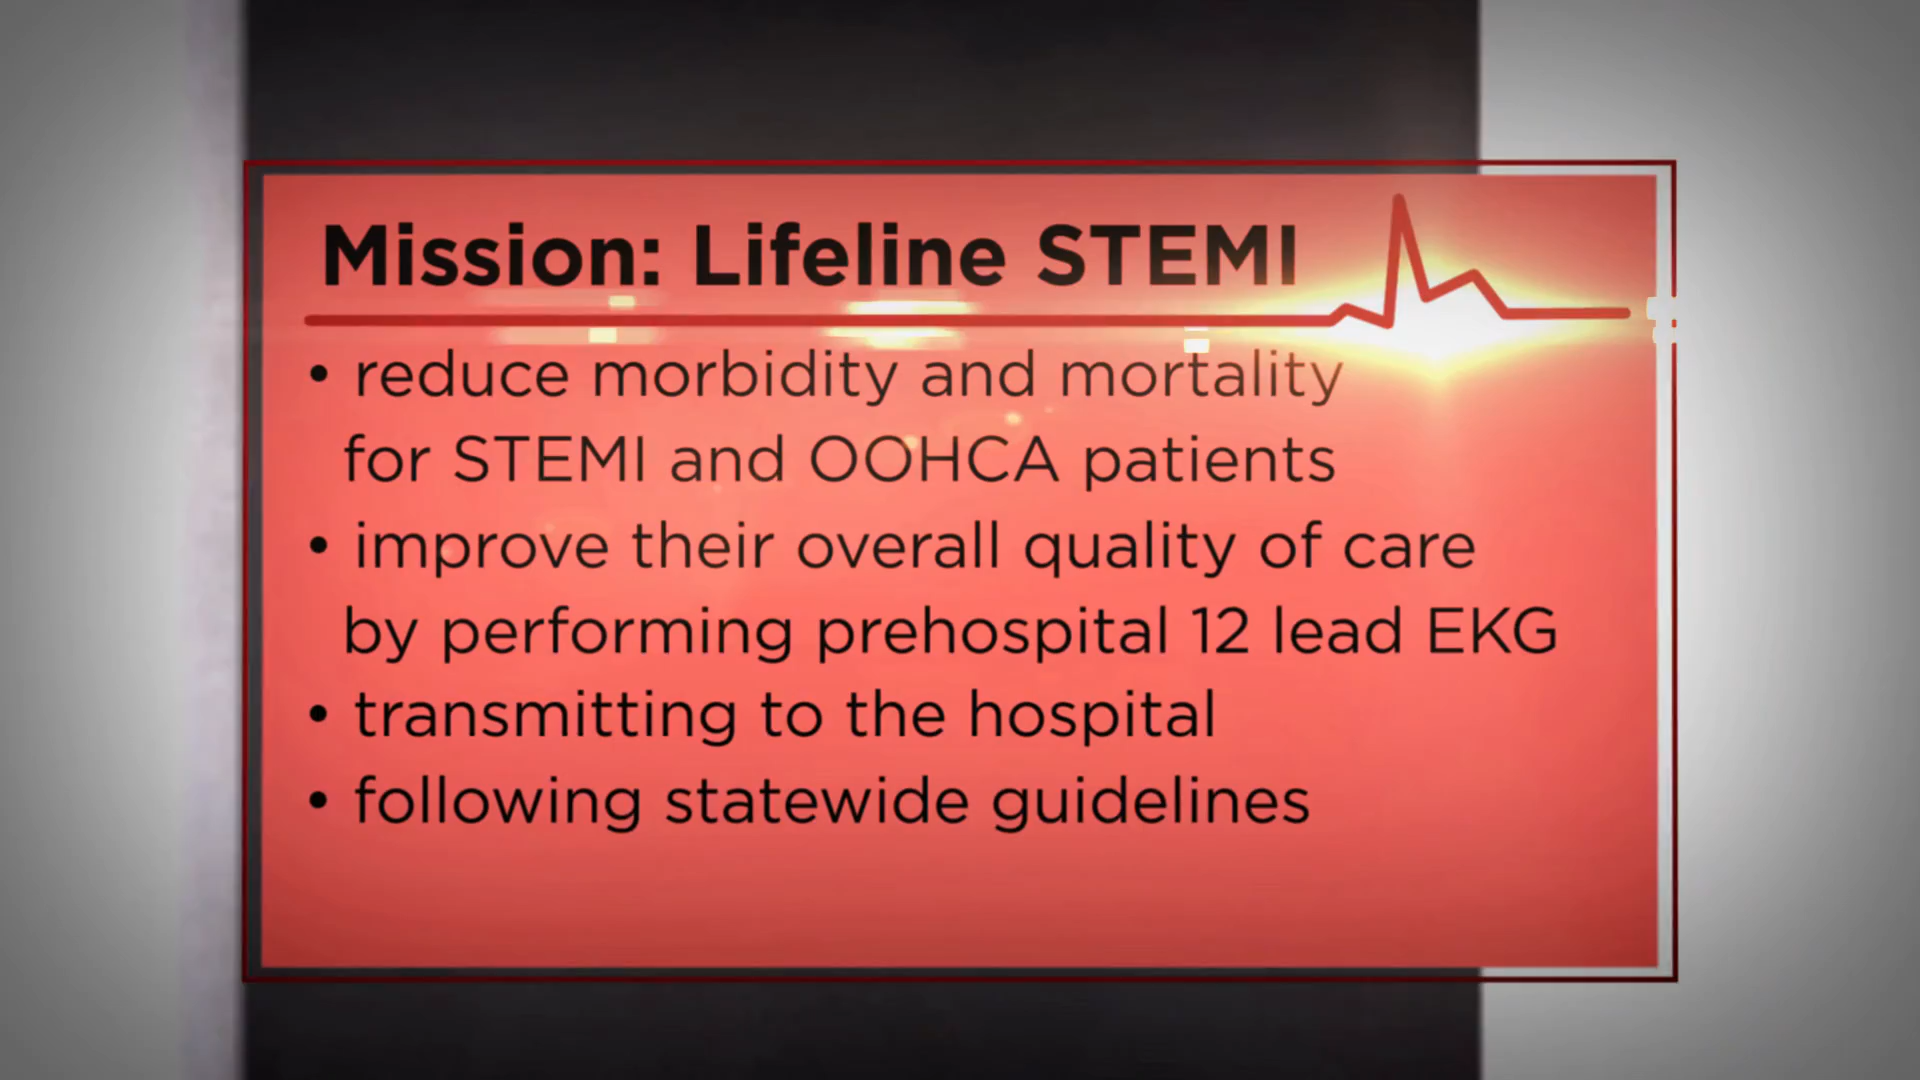 Mission: Lifeline STEMI
• reduce morbidity and mortality
for STEMI and OOHCA patients
• improve their overall quality of care
by performing prehospital 12 lead EKG
• transmitting to the hospital
• following statewide guidelines